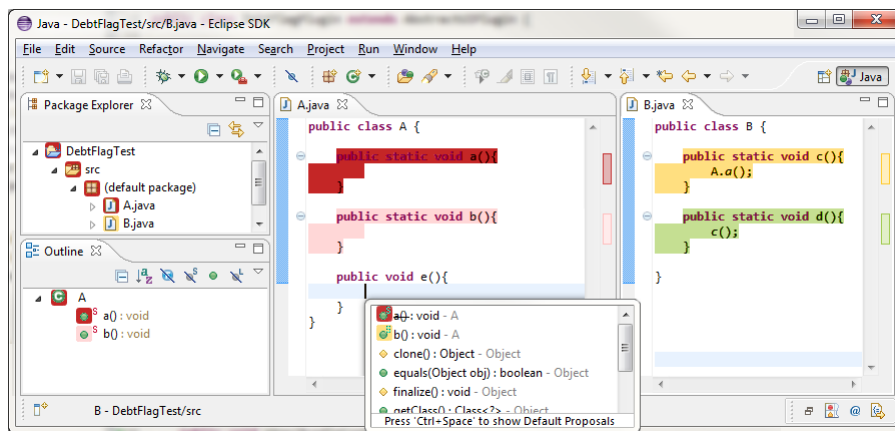 Java - DebtFlagTest/src/B.java - Eclipse SDK
File Edit Source Refactor Navigate Search Project Run Window Help
Java
Package Explorer
DebtFlagTest
src
(default package)
A.java
B.java
Outline
A
a() : void
b() : void
A.java
public class A {
public static void a(){
}
public static void b(){
}
public void e(){
}
}
a() : void - A
b() : void - A
clone() : Object - Object
equals(Object obj) : boolean - Object
finalize() : void - Object
getClass() : Class<?> - Object
Press 'Ctrl+Space' to show Default Proposals
B.java
public class B {
public static void c(){
A.a();
}
public static void d(){
c();
}
}
B - DebtFlagTest/src